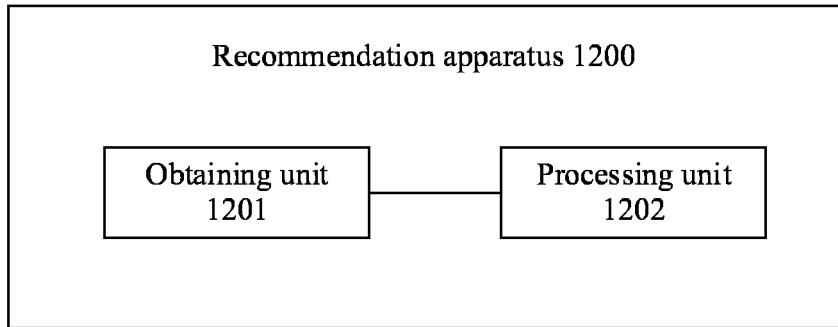 Recommendation apparatus 1200
Obtaining unit
1201
Processing unit
1202